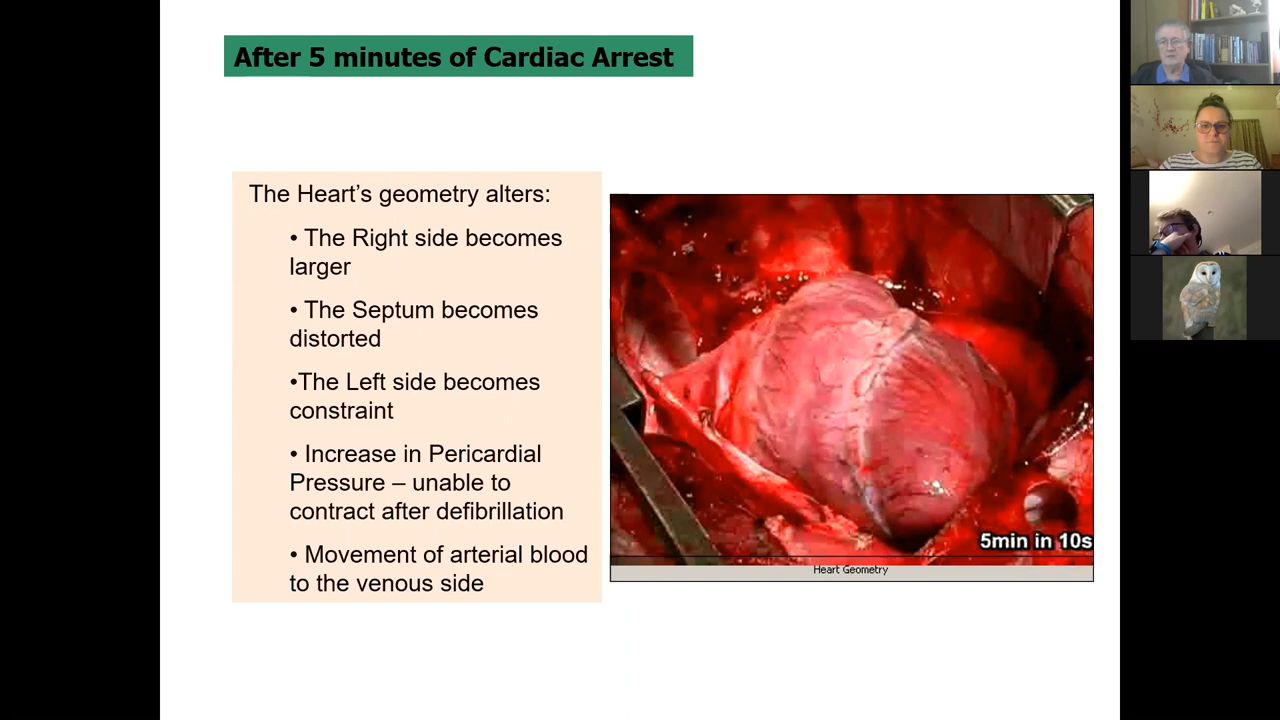 After 5 minutes of Cardiac Arrest
The Heart’s geometry alters:
• The Right side becomes
larger
• The Septum becomes
distorted
•The Left side becomes
constraint
• Increase in Pericardial
Pressure – unable to
contract after defibrillation
• Movement of arterial blood
to the venous side
5min in 10s
Heart Geometry